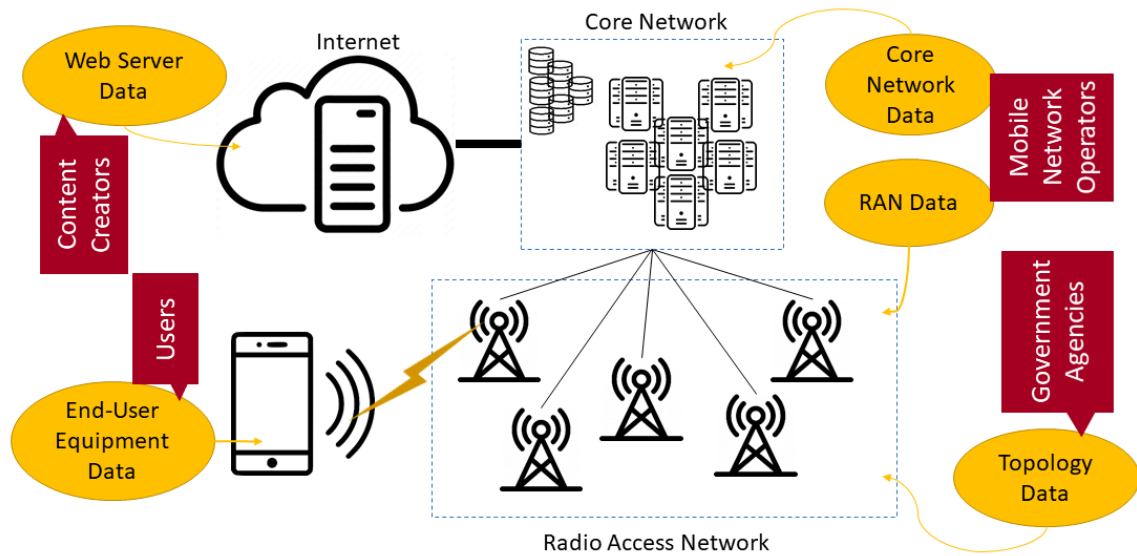 Core Network
Internet
Web Server
Data
Core
Network
Data
Mobile
Network
Operators
Content
Creators
RAN Data
Users
Government
Agencies
End-User
Equipment
Data
Topology
Data
Radio Access Network